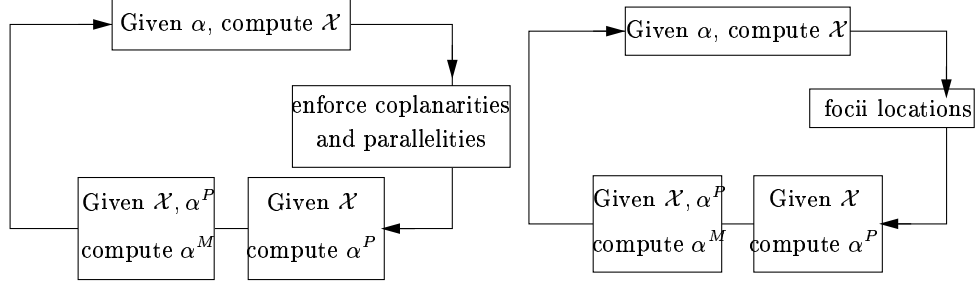 Given α, compute 𝒳
enforce coplanarities
and parallelities
Given 𝒳, α^P
compute α^M
Given 𝒳
compute α^P
Given α, compute 𝒳
focii locations
Given 𝒳, α^P
compute α^M
Given 𝒳
compute α^P